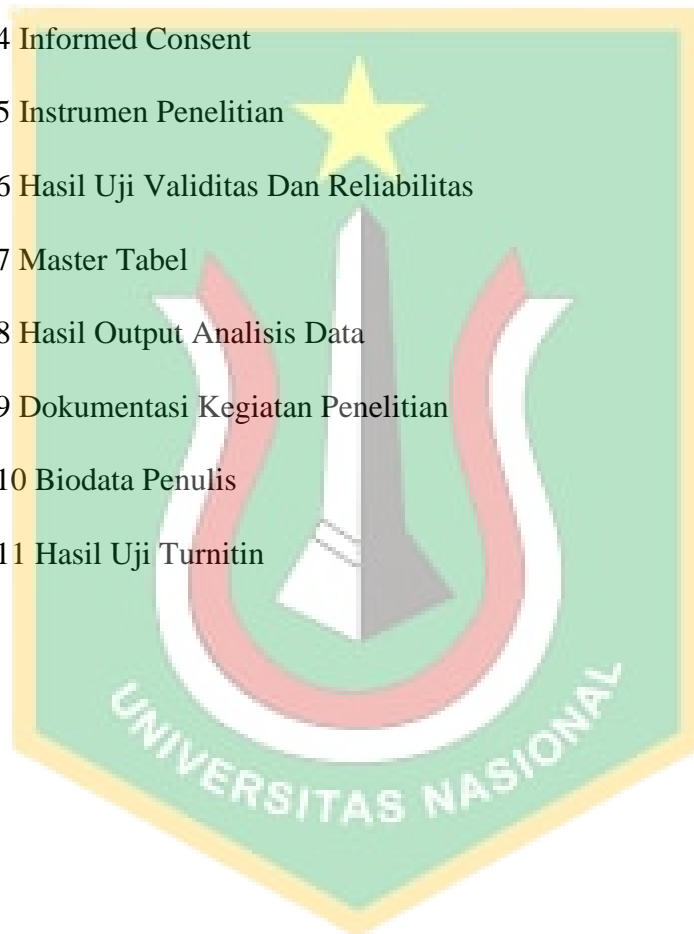 4 Informed Consent
5 Instrumen Penelitian
6 Hasil Uji Validitas Dan Reliabilitas
7 Master Tabel
8 Hasil Output Analisis Data
9 Dokumentasi Kegiatan Penelitian
10 Biodata Penulis
11 Hasil Uji Turnitin
UNIVERSITAS NASIONAL